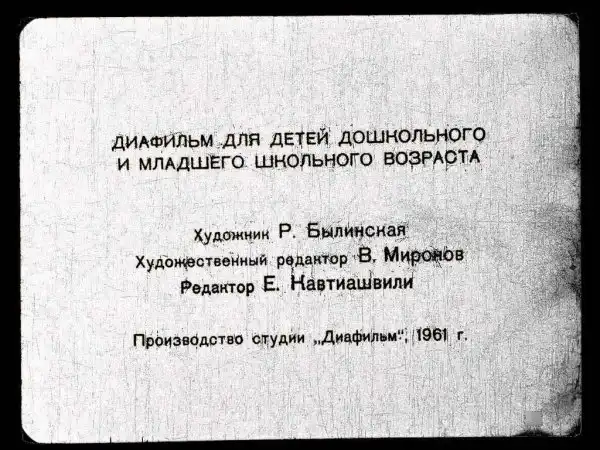 ДИАФИЛЬМ ДЛЯ ДЕТЕЙ ДОШКОЛЬНОГО
И МЛАДШЕГО ШКОЛЬНОГО ВОЗРАСТА
Художник Р. Былинская
Художественный редактор В. Миронов
Редактор Е. Кавтиашвили
Производство студии „Диафильм“, 1961 г.